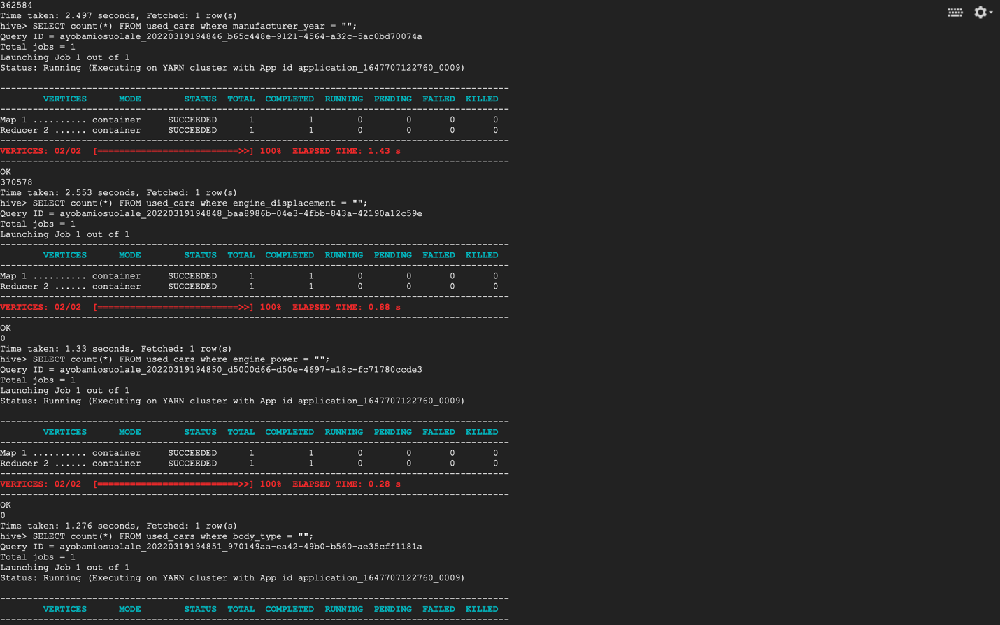 362584
Time taken: 2.497 seconds, Fetched: 1 row(s)
hive> SELECT count(*) FROM used_cars where manufacturer_year = "";
Query ID = ayobamiosuolale_20220319194846_b65c448e-9121-4564-a32c-5ac0bd70074a
Total jobs = 1
Launching Job 1 out of 1
Status: Running (Executing on YARN cluster with App id application_1647707122760_0009)
----------------------------------------------------------------------------------------------
VERTICES MODE STATUS TOTAL COMPLETED RUNNING PENDING FAILED KILLED
----------------------------------------------------------------------------------------------
Map 1 .......... container SUCCEEDED 1 1 0 0 0 0
Reducer 2 ...... container SUCCEEDED 1 1 0 0 0 0
----------------------------------------------------------------------------------------------
VERTICES: 02/02 [==========================>>] 100% ELAPSED TIME: 1.43 s
----------------------------------------------------------------------------------------------
OK
370578
Time taken: 2.553 seconds, Fetched: 1 row(s)
hive> SELECT count(*) FROM used_cars where engine_displacement = "";
Query ID = ayobamiosuolale_20220319194848_baa8986b-04e3-4fbb-843a-42190a12c59e
Total jobs = 1
Launching Job 1 out of 1
----------------------------------------------------------------------------------------------
VERTICES MODE STATUS TOTAL COMPLETED RUNNING PENDING FAILED KILLED
----------------------------------------------------------------------------------------------
Map 1 .......... container SUCCEEDED 1 1 0 0 0 0
Reducer 2 ...... container SUCCEEDED 1 1 0 0 0 0
----------------------------------------------------------------------------------------------
VERTICES: 02/02 [==========================>>] 100% ELAPSED TIME: 0.88 s
----------------------------------------------------------------------------------------------
OK
0
Time taken: 1.33 seconds, Fetched: 1 row(s)
hive> SELECT count(*) FROM used_cars where engine_power = "";
Query ID = ayobamiosuolale_20220319194850_d5000d66-d50e-4697-a18c-fc71780ccde3
Total jobs = 1
Launching Job 1 out of 1
Status: Running (Executing on YARN cluster with App id application_1647707122760_0009)
----------------------------------------------------------------------------------------------
VERTICES MODE STATUS TOTAL COMPLETED RUNNING PENDING FAILED KILLED
----------------------------------------------------------------------------------------------
Map 1 .......... container SUCCEEDED 1 1 0 0 0 0
Reducer 2 ...... container SUCCEEDED 1 1 0 0 0 0
----------------------------------------------------------------------------------------------
VERTICES: 02/02 [==========================>>] 100% ELAPSED TIME: 0.28 s
----------------------------------------------------------------------------------------------
OK
0
Time taken: 1.276 seconds, Fetched: 1 row(s)
hive> SELECT count(*) FROM used_cars where body_type = "";
Query ID = ayobamiosuolale_20220319194851_970149aa-ea42-49b0-b560-ae35cff1181a
Total jobs = 1
Launching Job 1 out of 1
Status: Running (Executing on YARN cluster with App id application_1647707122760_0009)
----------------------------------------------------------------------------------------------
VERTICES MODE STATUS TOTAL COMPLETED RUNNING PENDING FAILED KILLED
----------------------------------------------------------------------------------------------